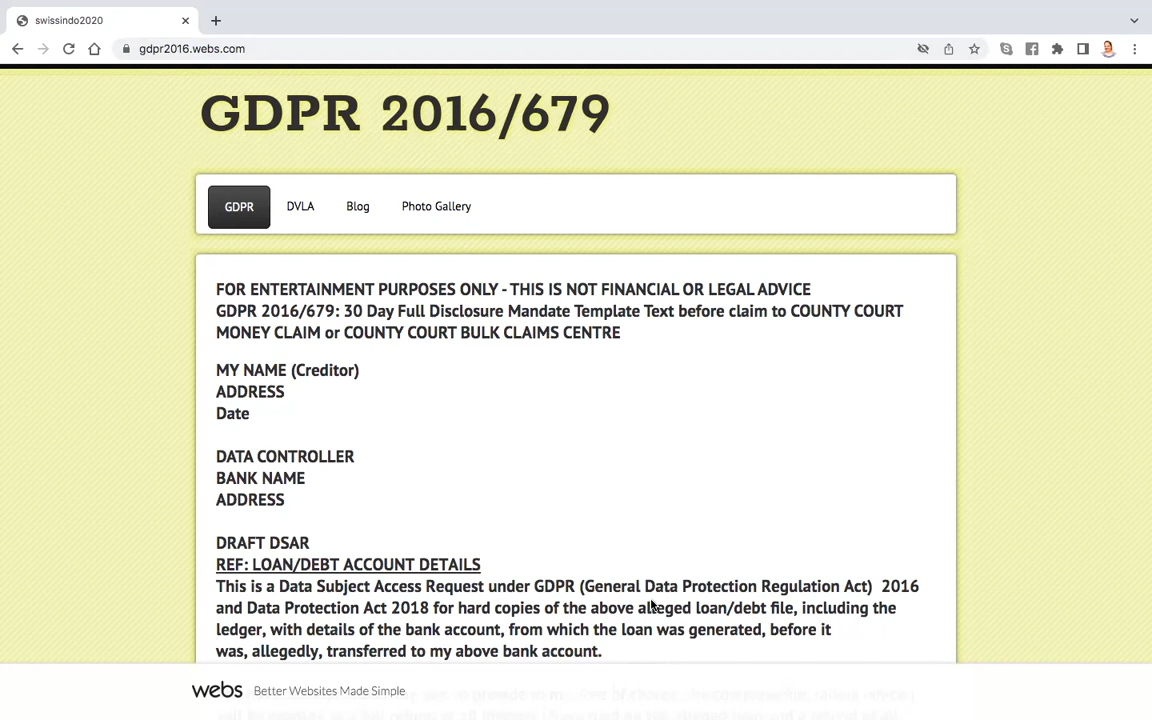 swissindo2020
gdpr2016.webs.com
GDPR 2016/679
GDPR DVLA Blog Photo Gallery
FOR ENTERTAINMENT PURPOSES ONLY - THIS IS NOT FINANCIAL OR LEGAL ADVICE
GDPR 2016/679: 30 Day Full Disclosure Mandate Template Text before claim to COUNTY COURT
MONEY CLAIM or COUNTY COURT BULK CLAIMS CENTRE
MY NAME (Creditor)
ADDRESS
Date
DATA CONTROLLER
BANK NAME
ADDRESS
DRAFT DSAR
REF: LOAN/DEBT ACCOUNT DETAILS
This is a Data Subject Access Request under GDPR (General Data Protection Regulation Act) 2016
and Data Protection Act 2018 for hard copies of the above alleged loan/debt file, including the
ledger, with details of the bank account, from which the loan was generated, before it
was, allegedly, transferred to my above bank account.
webs Better Websites Made Simple